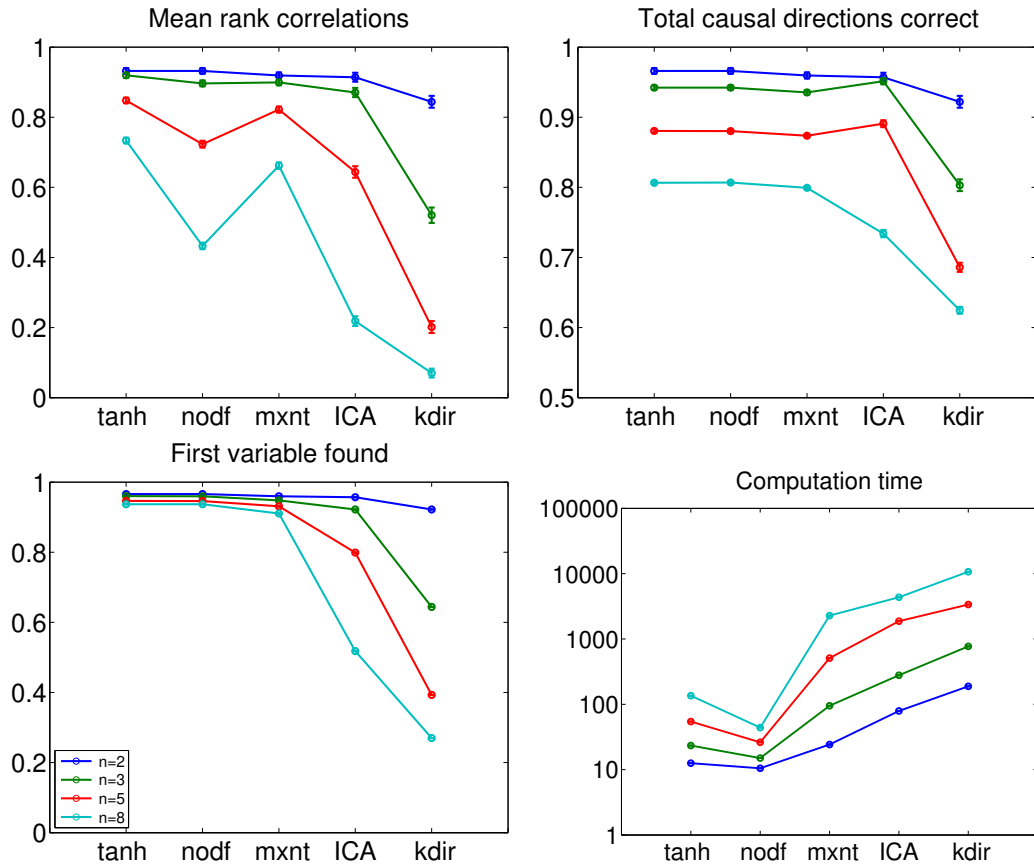 Mean rank correlations
1
0.8
0.6
0.4
0.2
0
tanh nodf mxnt ICA kdir
Total causal directions correct
1
0.9
0.8
0.7
0.6
0.5
tanh nodf mxnt ICA kdir
First variable found
1
0.8
0.6
0.4
0.2
0
n=2
n=3
n=5
n=8
tanh nodf mxnt ICA kdir
Computation time
100000
10000
1000
100
10
1
tanh nodf mxnt ICA kdir